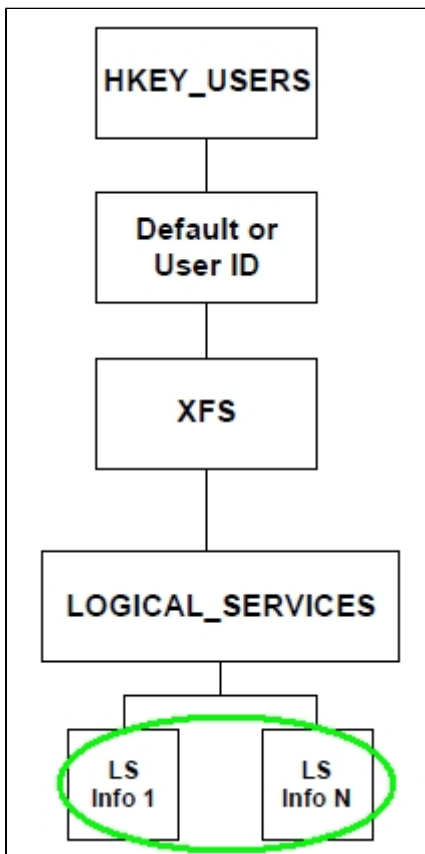 HKEY_USERS
Default or
User ID
XFS
LOGICAL_SERVICES
LS
Info 1
LS
Info N